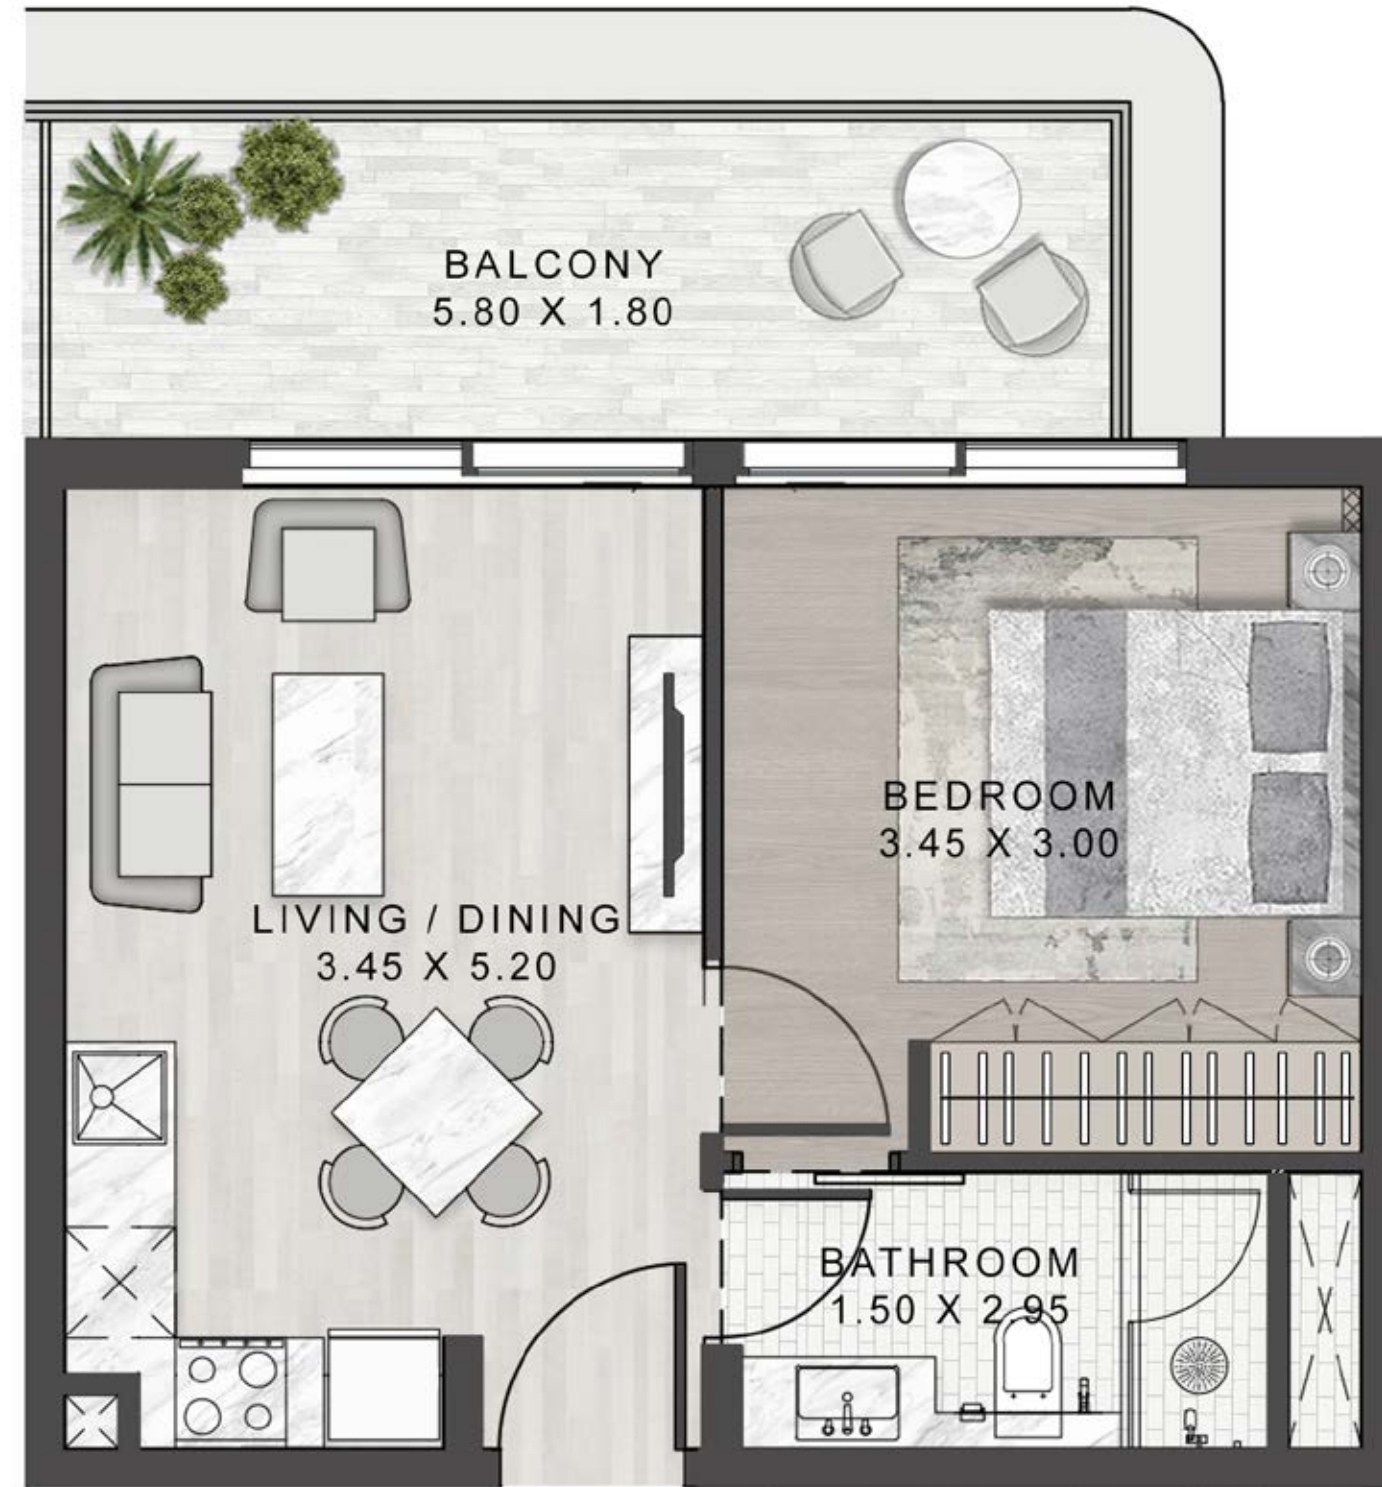 BALCONY
5.80 X 1.80
BEDROOM
3.45 X 3.00
LIVING / DINING
3.45 X 5.20
BATHROOM
1.50 X 2.95